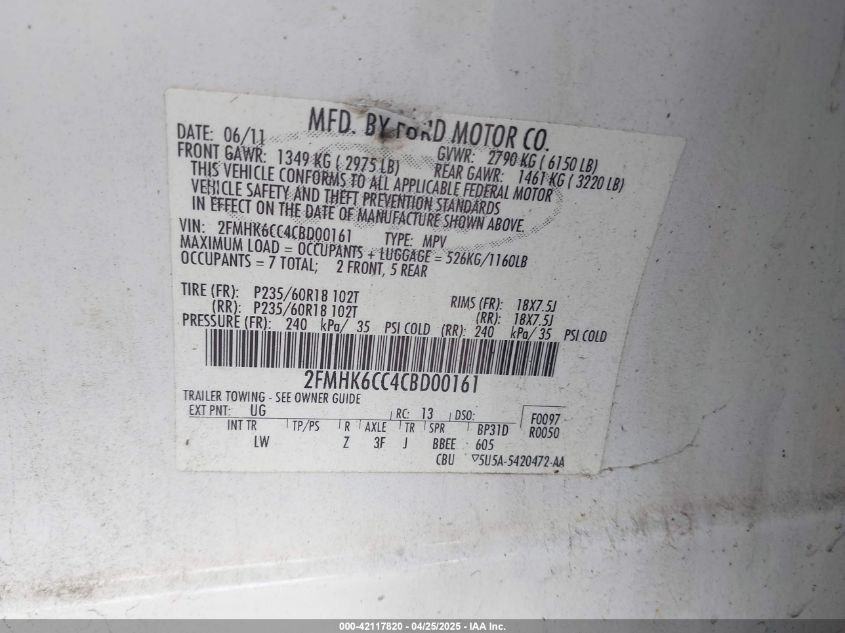 MFD. BY FORD MOTOR CO.
DATE: 06/11 GVWR: 2790 KG ( 6150 LB)
FRONT GAWR: 1349 KG ( 2975 LB) REAR GAWR: 1461 KG ( 3220 LB)
THIS VEHICLE CONFORMS TO ALL APPLICABLE FEDERAL MOTOR
VEHICLE SAFETY AND THEFT PREVENTION STANDARDS
IN EFFECT ON THE DATE OF MANUFACTURE SHOWN ABOVE.
VIN: 2FMHK6CC4CBD00161 TYPE: MPV
MAXIMUM LOAD = OCCUPANTS + LUGGAGE = 526KG/1160LB
OCCUPANTS = 7 TOTAL; 2 FRONT, 5 REAR
TIRE (FR): P235/60R18 102T RIMS (FR): 18X7.5J
(RR): P235/60R18 102T (RR): 18X7.5J
PRESSURE (FR): 240 kPa/ 35 PSI COLD (RR): 240 kPa/ 35 PSI COLD
2FMHK6CC4CBD00161
TRAILER TOWING - SEE OWNER GUIDE
EXT PNT: UG RC: 13 DSO: F0097
INT TR TP/PS R AXLE TR SPR BP31D R0050
LW Z 3F J BBEE 605
CBU ▽5U5A-5420472-AA
000-42117820 - 04/25/2025 - IAA Inc.